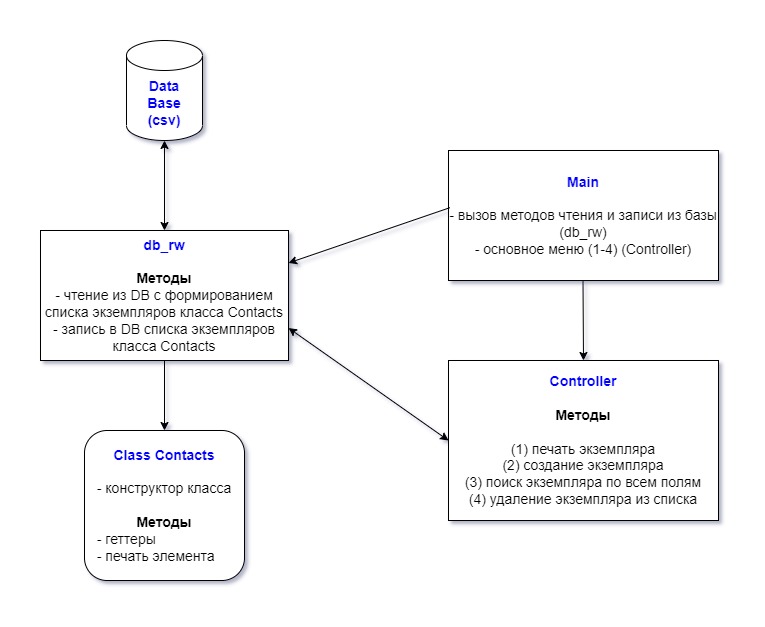 Data
Base
(csv)
Main
- вызов методов чтения и записи из базы
(db_rw)
- основное меню (1-4) (Controller)
db_rw
Методы
- чтение из DB с формированием
списка экземпляров класса Contacts
- запись в DB списка экземпляров
класса Contacts
Controller
Методы
(1) печать экземпляра
(2) создание экземпляра
(3) поиск экземпляра по всем полям
(4) удаление экземпляра из списка
Class Contacts
- конструктор класса
Методы
- геттеры
- печать элемента